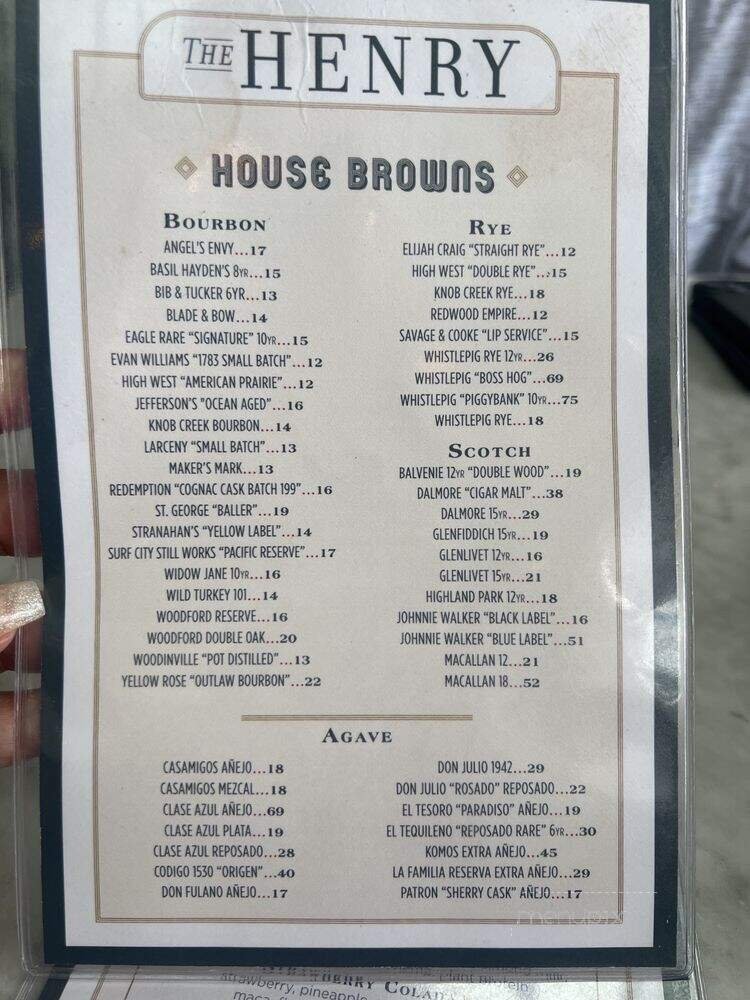 THE HENRY
HOUSE BROWNS
BOURBON
ANGEL'S ENVY...17
BASIL HAYDEN'S 8YR...15
BIB & TUCKER 6YR...13
BLADE & BOW...14
EAGLE RARE "SIGNATURE" 10YR...15
EVAN WILLIAMS "1783 SMALL BATCH"...12
HIGH WEST "AMERICAN PRAIRIE"...12
JEFFERSON'S "OCEAN AGED"...16
KNOB CREEK BOURBON...14
LARCENY "SMALL BATCH"...13
MAKER'S MARK...13
REDEMPTION "COGNAC CASK BATCH 199"...16
ST. GEORGE "BALLER"...19
STRANAHAN'S "YELLOW LABEL"...14
SURF CITY STILL WORKS "PACIFIC RESERVE"...17
WIDOW JANE 10YR...16
WILD TURKEY 101...14
WOODFORD RESERVE...16
WOODFORD DOUBLE OAK...20
WOODINVILLE "POT DISTILLED"...13
YELLOW ROSE "OUTLAW BOURBON"...22
RYE
ELIJAH CRAIG "STRAIGHT RYE"...12
HIGH WEST "DOUBLE RYE"...15
KNOB CREEK RYE...18
REDWOOD EMPIRE...12
SAVAGE & COOKE "LIP SERVICE"...15
WHISTLEPIG RYE 12YR...26
WHISTLEPIG "BOSS HOG"...69
WHISTLEPIG "PIGGYBANK" 10YR...75
WHISTLEPIG RYE...18
SCOTCH
BALVENIE 12YR "DOUBLE WOOD"...19
DALMORE "CIGAR MALT"...38
DALMORE 15YR...29
GLENFIDDICH 15YR...19
GLENLIVET 12YR...16
GLENLIVET 15YR...21
HIGHLAND PARK 12YR...18
JOHNNIE WALKER "BLACK LABEL"...16
JOHNNIE WALKER "BLUE LABEL"...51
MACALLAN 12...21
MACALLAN 18...52
AGAVE
CASAMIGOS AÑEJO...18
CASAMIGOS MEZCAL...18
CLASE AZUL AÑEJO...69
CLASE AZUL PLATA...19
CLASE AZUL REPOSADO...28
CODIGO 1530 "ORIGEN"...40
DON FULANO AÑEJO...17
DON JULIO 1942...29
DON JULIO "ROSADO" REPOSADO...22
EL TESORO "PARADISO" AÑEJO...19
EL TEQUILENO "REPOSADO RARE" 6YR...30
KOMOS EXTRA AÑEJO...45
LA FAMILIA RESERVA EXTRA AÑEJO...29
PATRON "SHERRY CASK" AÑEJO...17
menupix
strawberry, pineapple